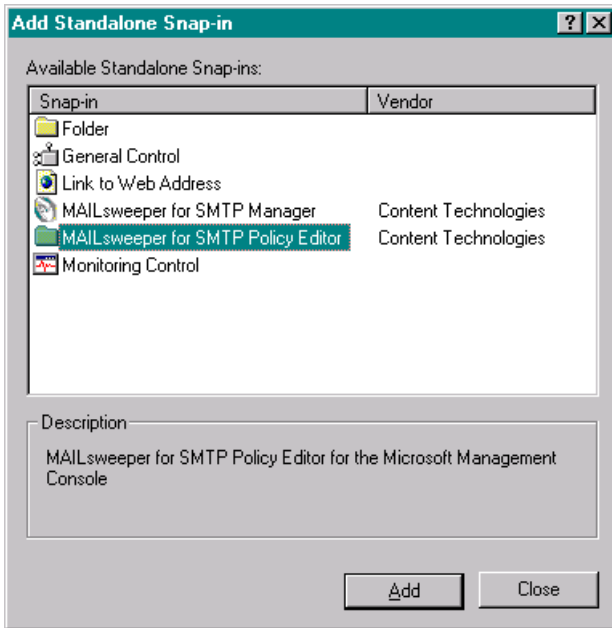 Add Standalone Snap-in
Available Standalone Snap-ins:
Snap-in Vendor
Folder
General Control
Link to Web Address
MAILsweeper for SMTP Manager Content Technologies
MAILsweeper for SMTP Policy Editor Content Technologies
Monitoring Control
Description
MAILsweeper for SMTP Policy Editor for the Microsoft Management
Console
Add Close